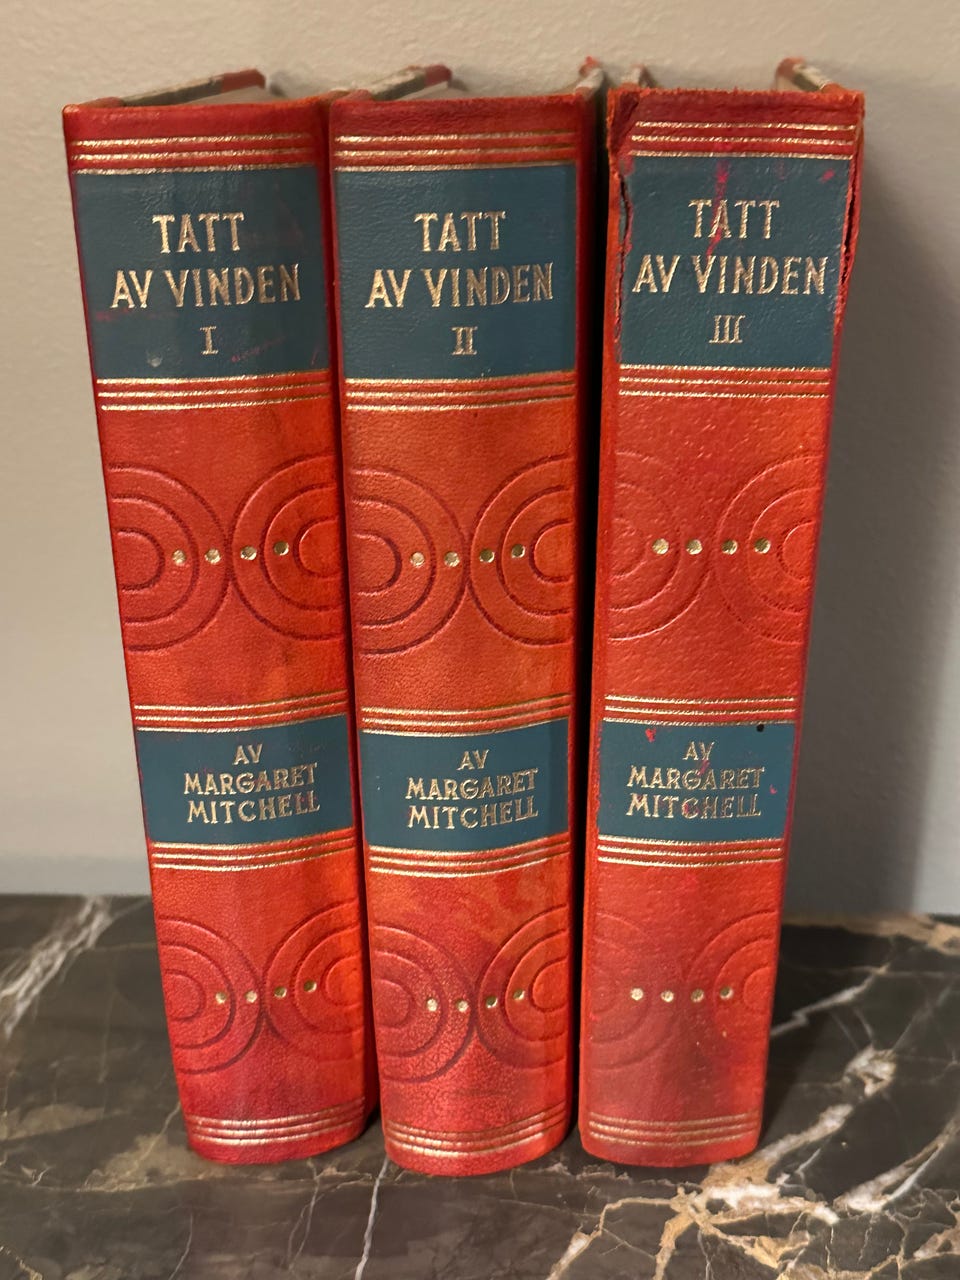 TATT
AV VINDEN
I
AV
MARGARET
MITCHELL
TATT
AV VINDEN
II
AV
MARGARET
MITCHELL
TATT
AV VINDEN
III
AV
MARGARET
MITCHELL